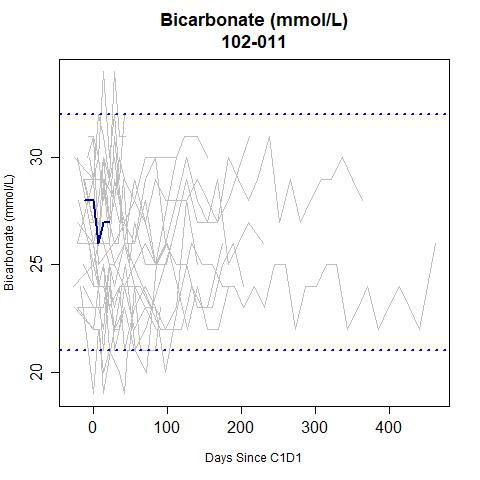 Bicarbonate (mmol/L)
102-011
Bicarbonate (mmol/L)
30
25
20
0 100 200 300 400
Days Since C1D1